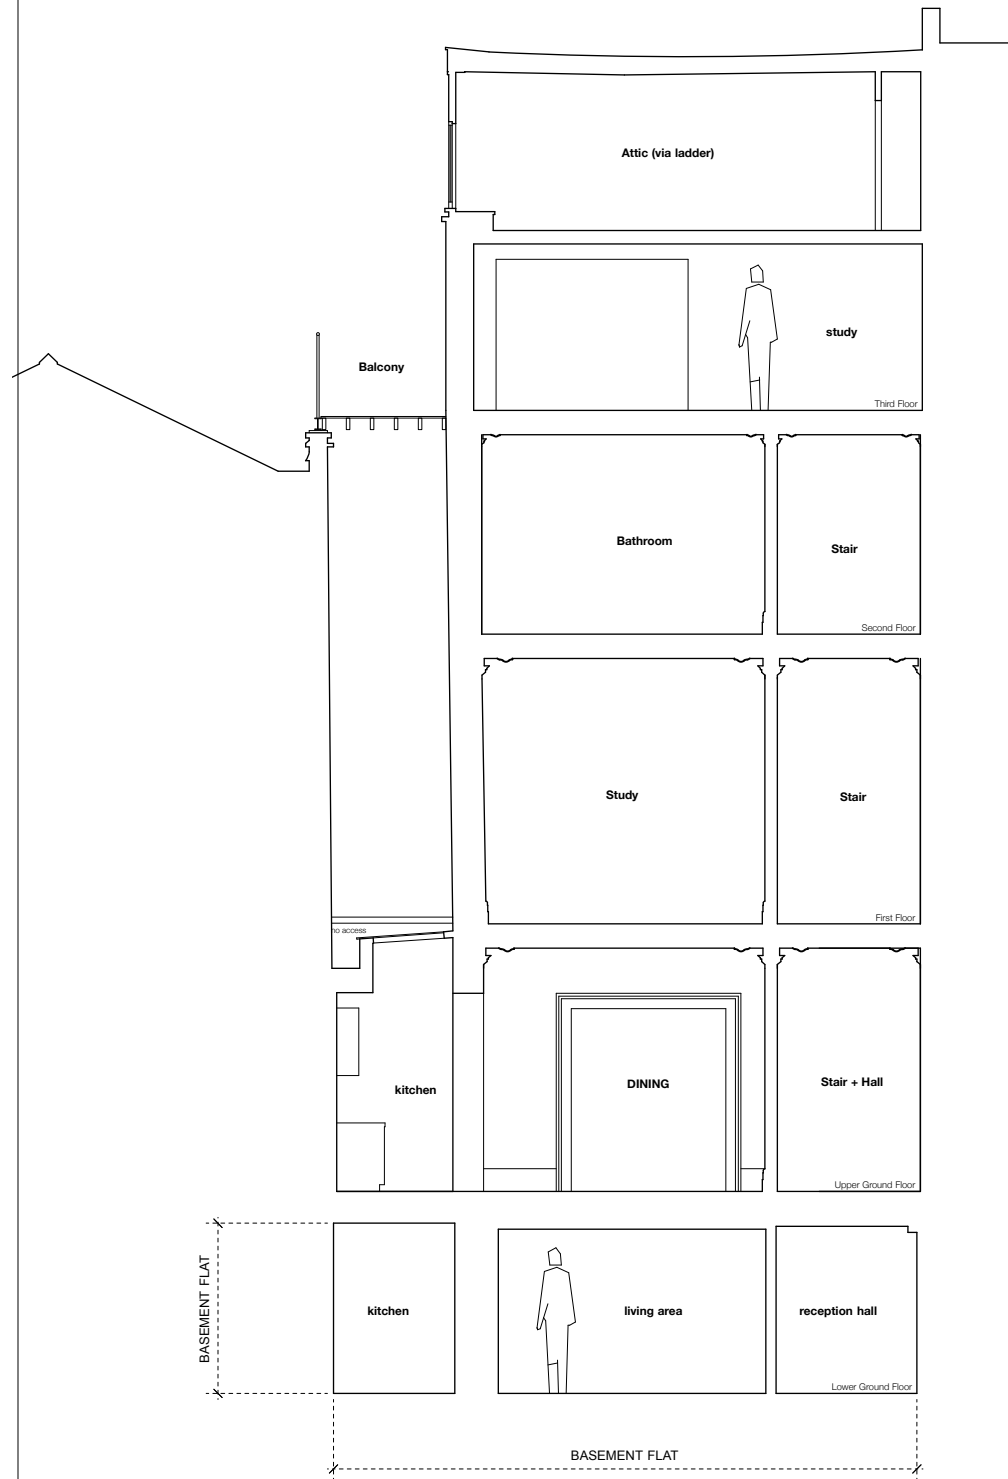 Attic (via ladder)
study
Third Floor
Balcony
Bathroom
Stair
Second Floor
Study
Stair
First Floor
no access
kitchen
DINING
Stair + Hall
Upper Ground Floor
BASEMENT FLAT
kitchen
living area
reception hall
Lower Ground Floor
BASEMENT FLAT